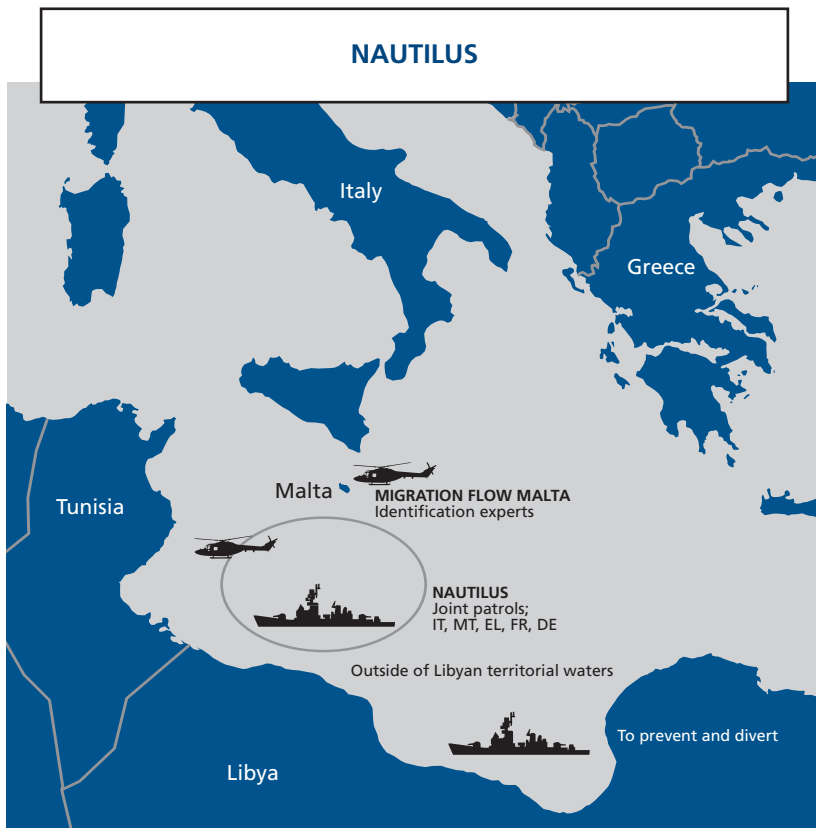 NAUTILUS
Italy
Greece
Malta
MIGRATION FLOW MALTA
Identification experts
Tunisia
NAUTILUS
Joint patrols;
IT, MT, EL, FR, DE
Outside of Libyan territorial waters
To prevent and divert
Libya